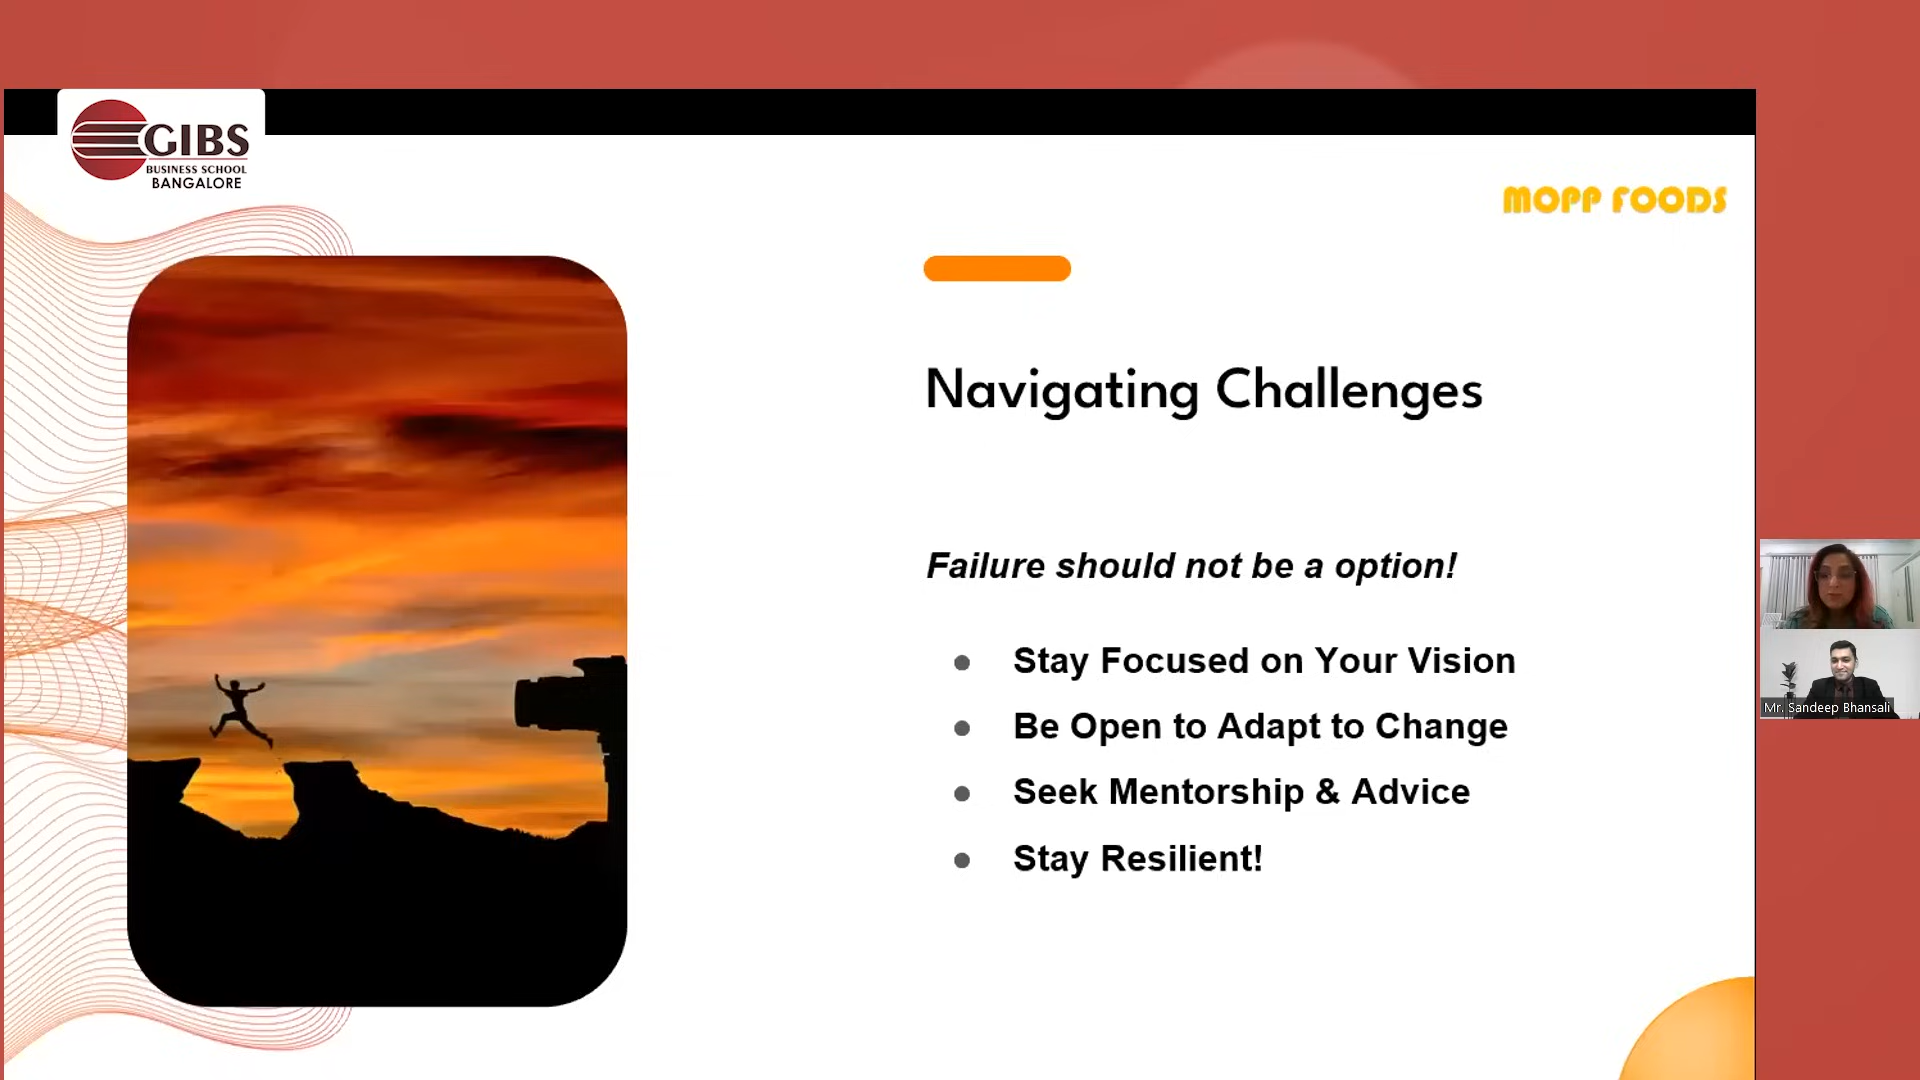 GIBS
BUSINESS SCHOOL
BANGALORE
MOPP FOODS
Navigating Challenges
Failure should not be a option!
Stay Focused on Your Vision
Be Open to Adapt to Change
Seek Mentorship & Advice
Stay Resilient!
Mr. Sandeep Bhansali